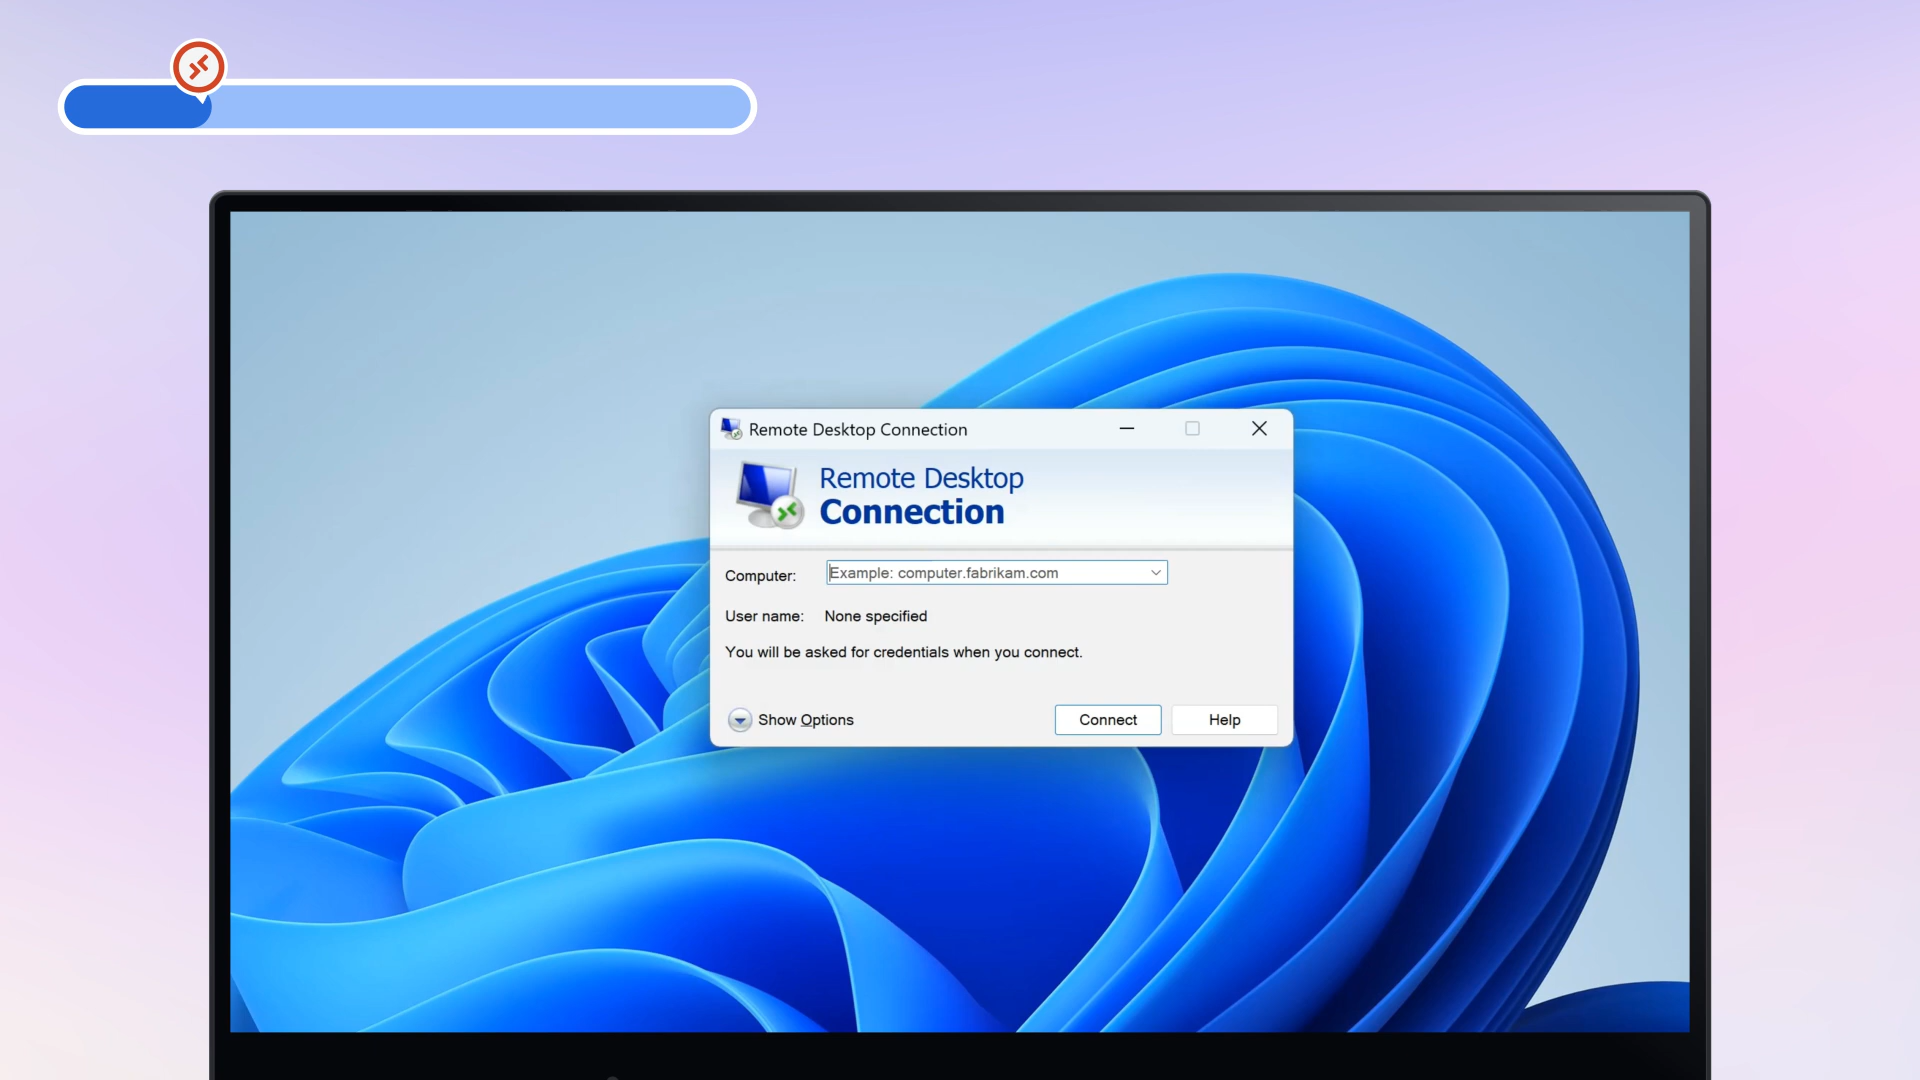 Remote Desktop Connection
Remote Desktop
Connection
Computer:
Example: computer.fabrikam.com
User name:
None specified
You will be asked for credentials when you connect.
Show Options
Connect
Help